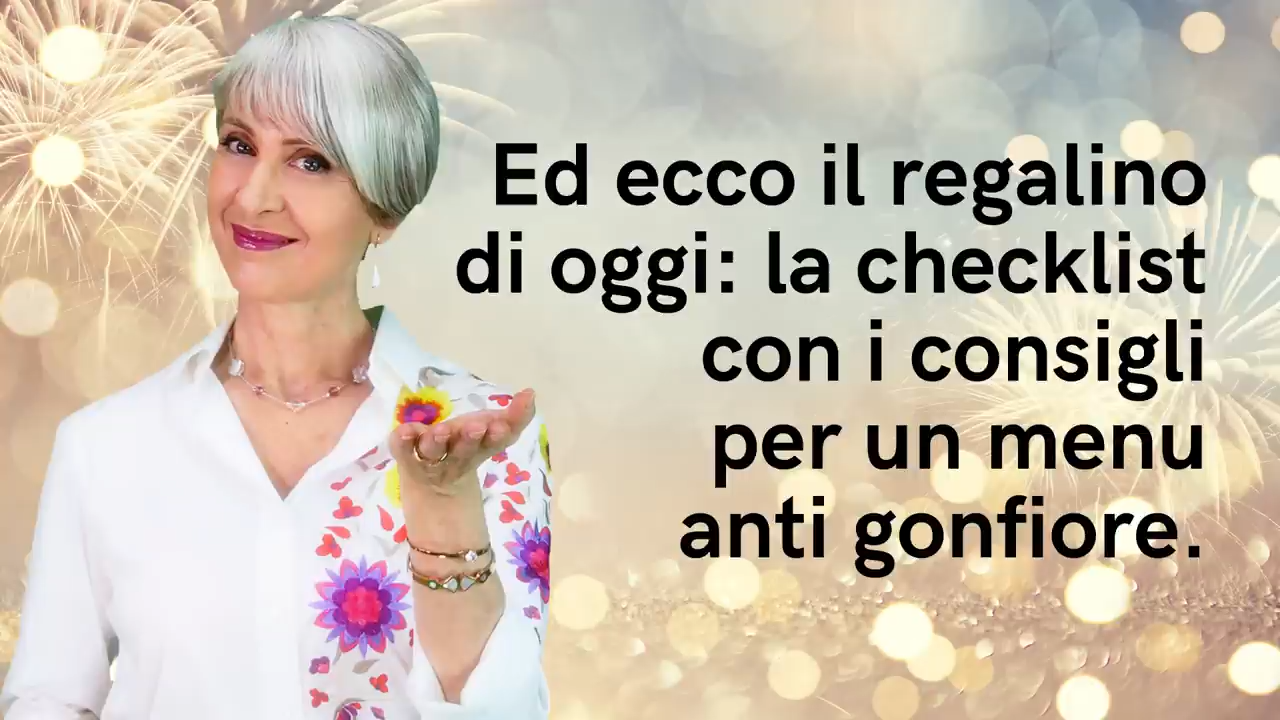 Ed ecco il regalino
di oggi: la checklist
con i consigli
per un menu
anti gonfiore.